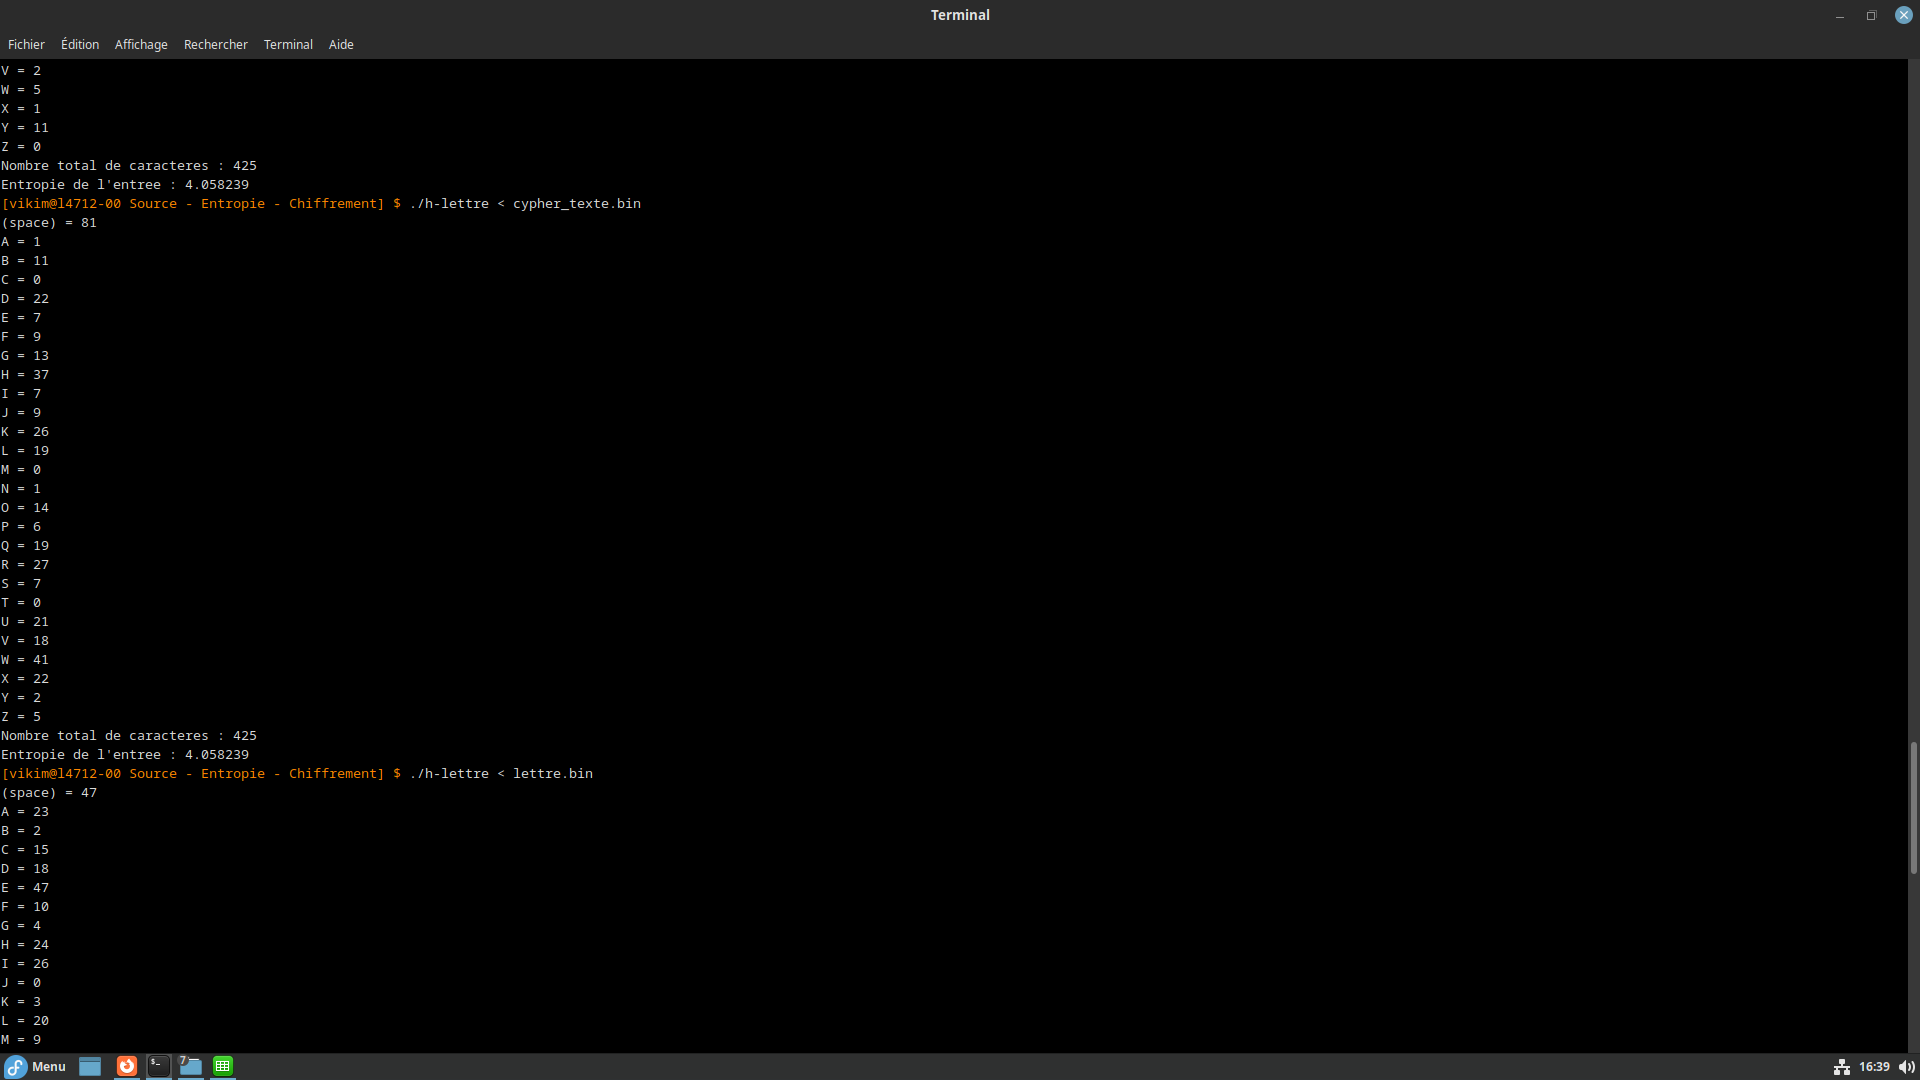 Terminal
Fichier Édition Affichage Rechercher Terminal Aide
V = 2
W = 5
X = 1
Y = 11
Z = 0
Nombre total de caracteres : 425
Entropie de l'entree : 4.058239
[vikim@l4712-00 Source - Entropie - Chiffrement] $ ./h-lettre < cypher_texte.bin
(space) = 81
A = 1
B = 11
C = 0
D = 22
E = 7
F = 9
G = 13
H = 37
I = 7
J = 9
K = 26
L = 19
M = 0
N = 1
O = 14
P = 6
Q = 19
R = 27
S = 7
T = 0
U = 21
V = 18
W = 41
X = 22
Y = 2
Z = 5
Nombre total de caracteres : 425
Entropie de l'entree : 4.058239
[vikim@l4712-00 Source - Entropie - Chiffrement] $ ./h-lettre < lettre.bin
(space) = 47
A = 23
B = 2
C = 15
D = 18
E = 47
F = 10
G = 4
H = 24
I = 26
J = 0
K = 3
L = 20
M = 9
Menu
$_
7
16:39